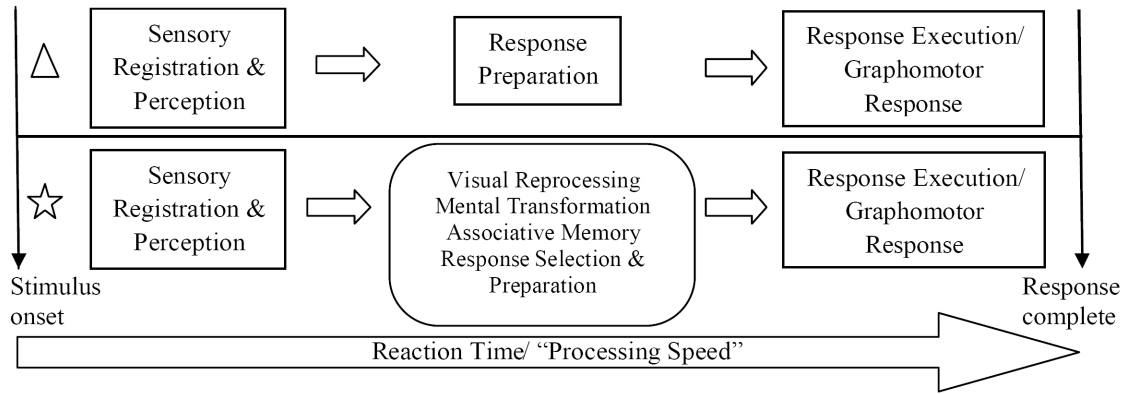 Sensory
Registration &
Perception
Response
Preparation
Response Execution/
Graphomotor
Response
Sensory
Registration &
Perception
Visual Reprocessing
Mental Transformation
Associative Memory
Response Selection &
Preparation
Response Execution/
Graphomotor
Response
Stimulus
onset
Response
complete
Reaction Time/ “Processing Speed”